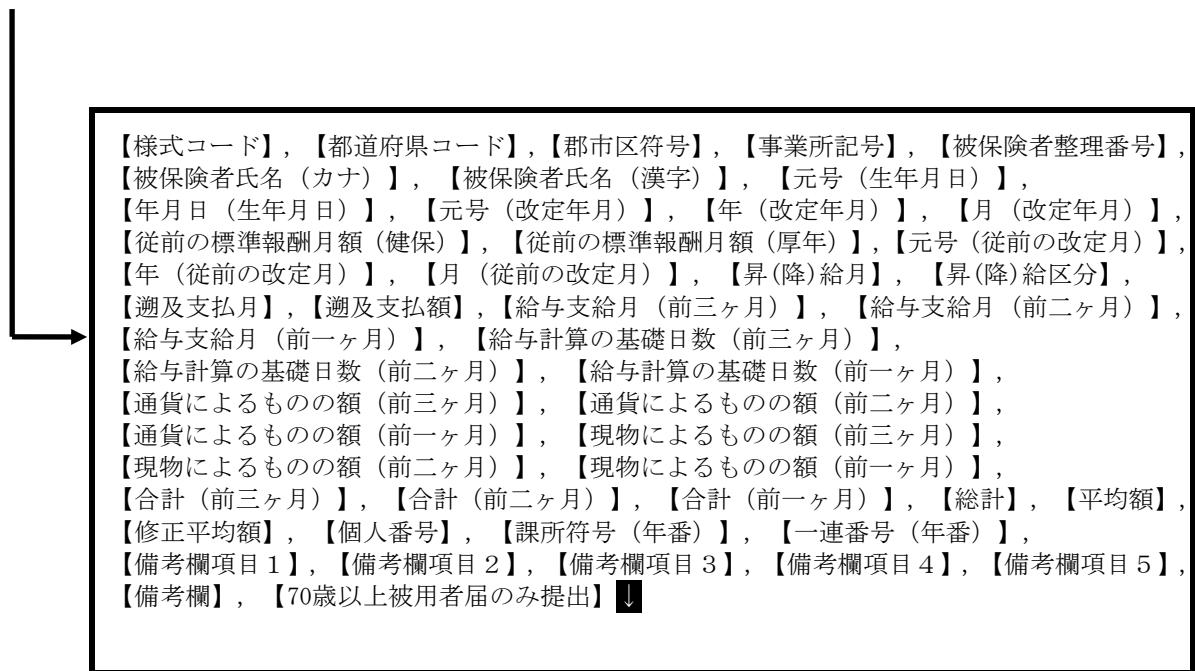 【様式コード】,【都道府県コード】,【郡市区符号】,【事業所記号】,【被保険者整理番号】,
【被保険者氏名（カナ）】,【被保険者氏名（漢字）】,【元号（生年月日）】,
【年月日（生年月日）】,【元号（改定年月）】,【年（改定年月）】,【月（改定年月）】,
【従前の標準報酬月額（健保）】,【従前の標準報酬月額（厚年）】,【元号（従前の改定月）】,
【年（従前の改定月）】,【月（従前の改定月）】,【昇(降)給月】,【昇(降)給区分】,
【遡及支払月】,【遡及支払額】,【給与支給月（前三ヶ月）】,【給与支給月（前二ヶ月）】,
【給与支給月（前一ヶ月）】,【給与計算の基礎日数（前三ヶ月）】,
【給与計算の基礎日数（前二ヶ月）】,【給与計算の基礎日数（前一ヶ月）】,
【通貨によるものの額（前三ヶ月）】,【通貨によるものの額（前二ヶ月）】,
【通貨によるものの額（前一ヶ月）】,【現物によるものの額（前三ヶ月）】,
【現物によるものの額（前二ヶ月）】,【現物によるものの額（前一ヶ月）】,
【合計（前三ヶ月）】,【合計（前二ヶ月）】,【合計（前一ヶ月）】,【総計】,【平均額】,
【修正平均額】,【個人番号】,【課所符号（年番）】,【一連番号（年番）】,
【備考欄項目１】,【備考欄項目２】,【備考欄項目３】,【備考欄項目４】,【備考欄項目５】,
【備考欄】,【70歳以上被用者届のみ提出】↓